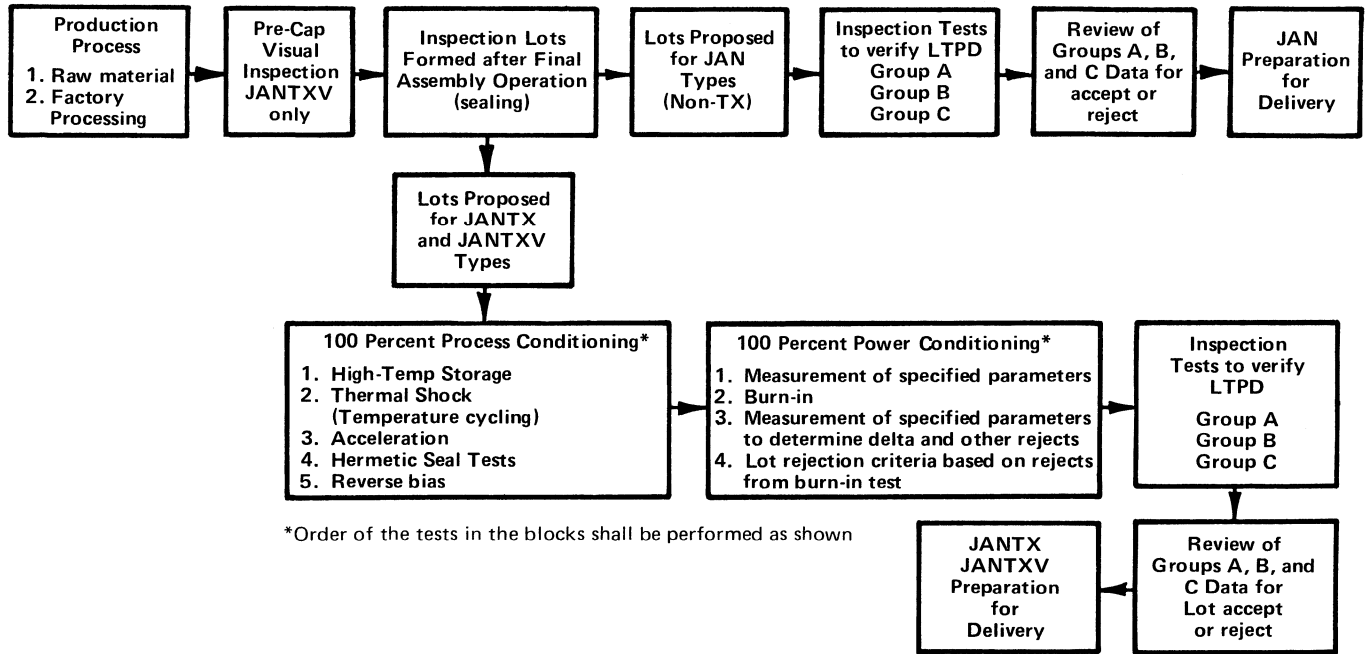 Production
Process
1. Raw material
2. Factory
Processing
Pre-Cap
Visual
Inspection
JANTXV
only
Inspection Lots
Formed after Final
Assembly Operation
(sealing)
Lots Proposed
for JAN
Types
(Non-TX)
Inspection Tests
to verify LTPD
Group A
Group B
Group C
Review of
Groups A, B,
and C Data for
accept or
reject
JAN
Preparation
for
Delivery
Lots Proposed
for JANTX
and JANTXV
Types
100 Percent Process Conditioning*
1. High-Temp Storage
2. Thermal Shock
(Temperature cycling)
3. Acceleration
4. Hermetic Seal Tests
5. Reverse bias
100 Percent Power Conditioning*
1. Measurement of specified parameters
2. Burn-in
3. Measurement of specified parameters
to determine delta and other rejects
4. Lot rejection criteria based on rejects
from burn-in test
Inspection
Tests to verify
LTPD
Group A
Group B
Group C
*Order of the tests in the blocks shall be performed as shown
JANTX
JANTXV
Preparation
for
Delivery
Review of
Groups A, B, and
C Data for
Lot accept
or reject